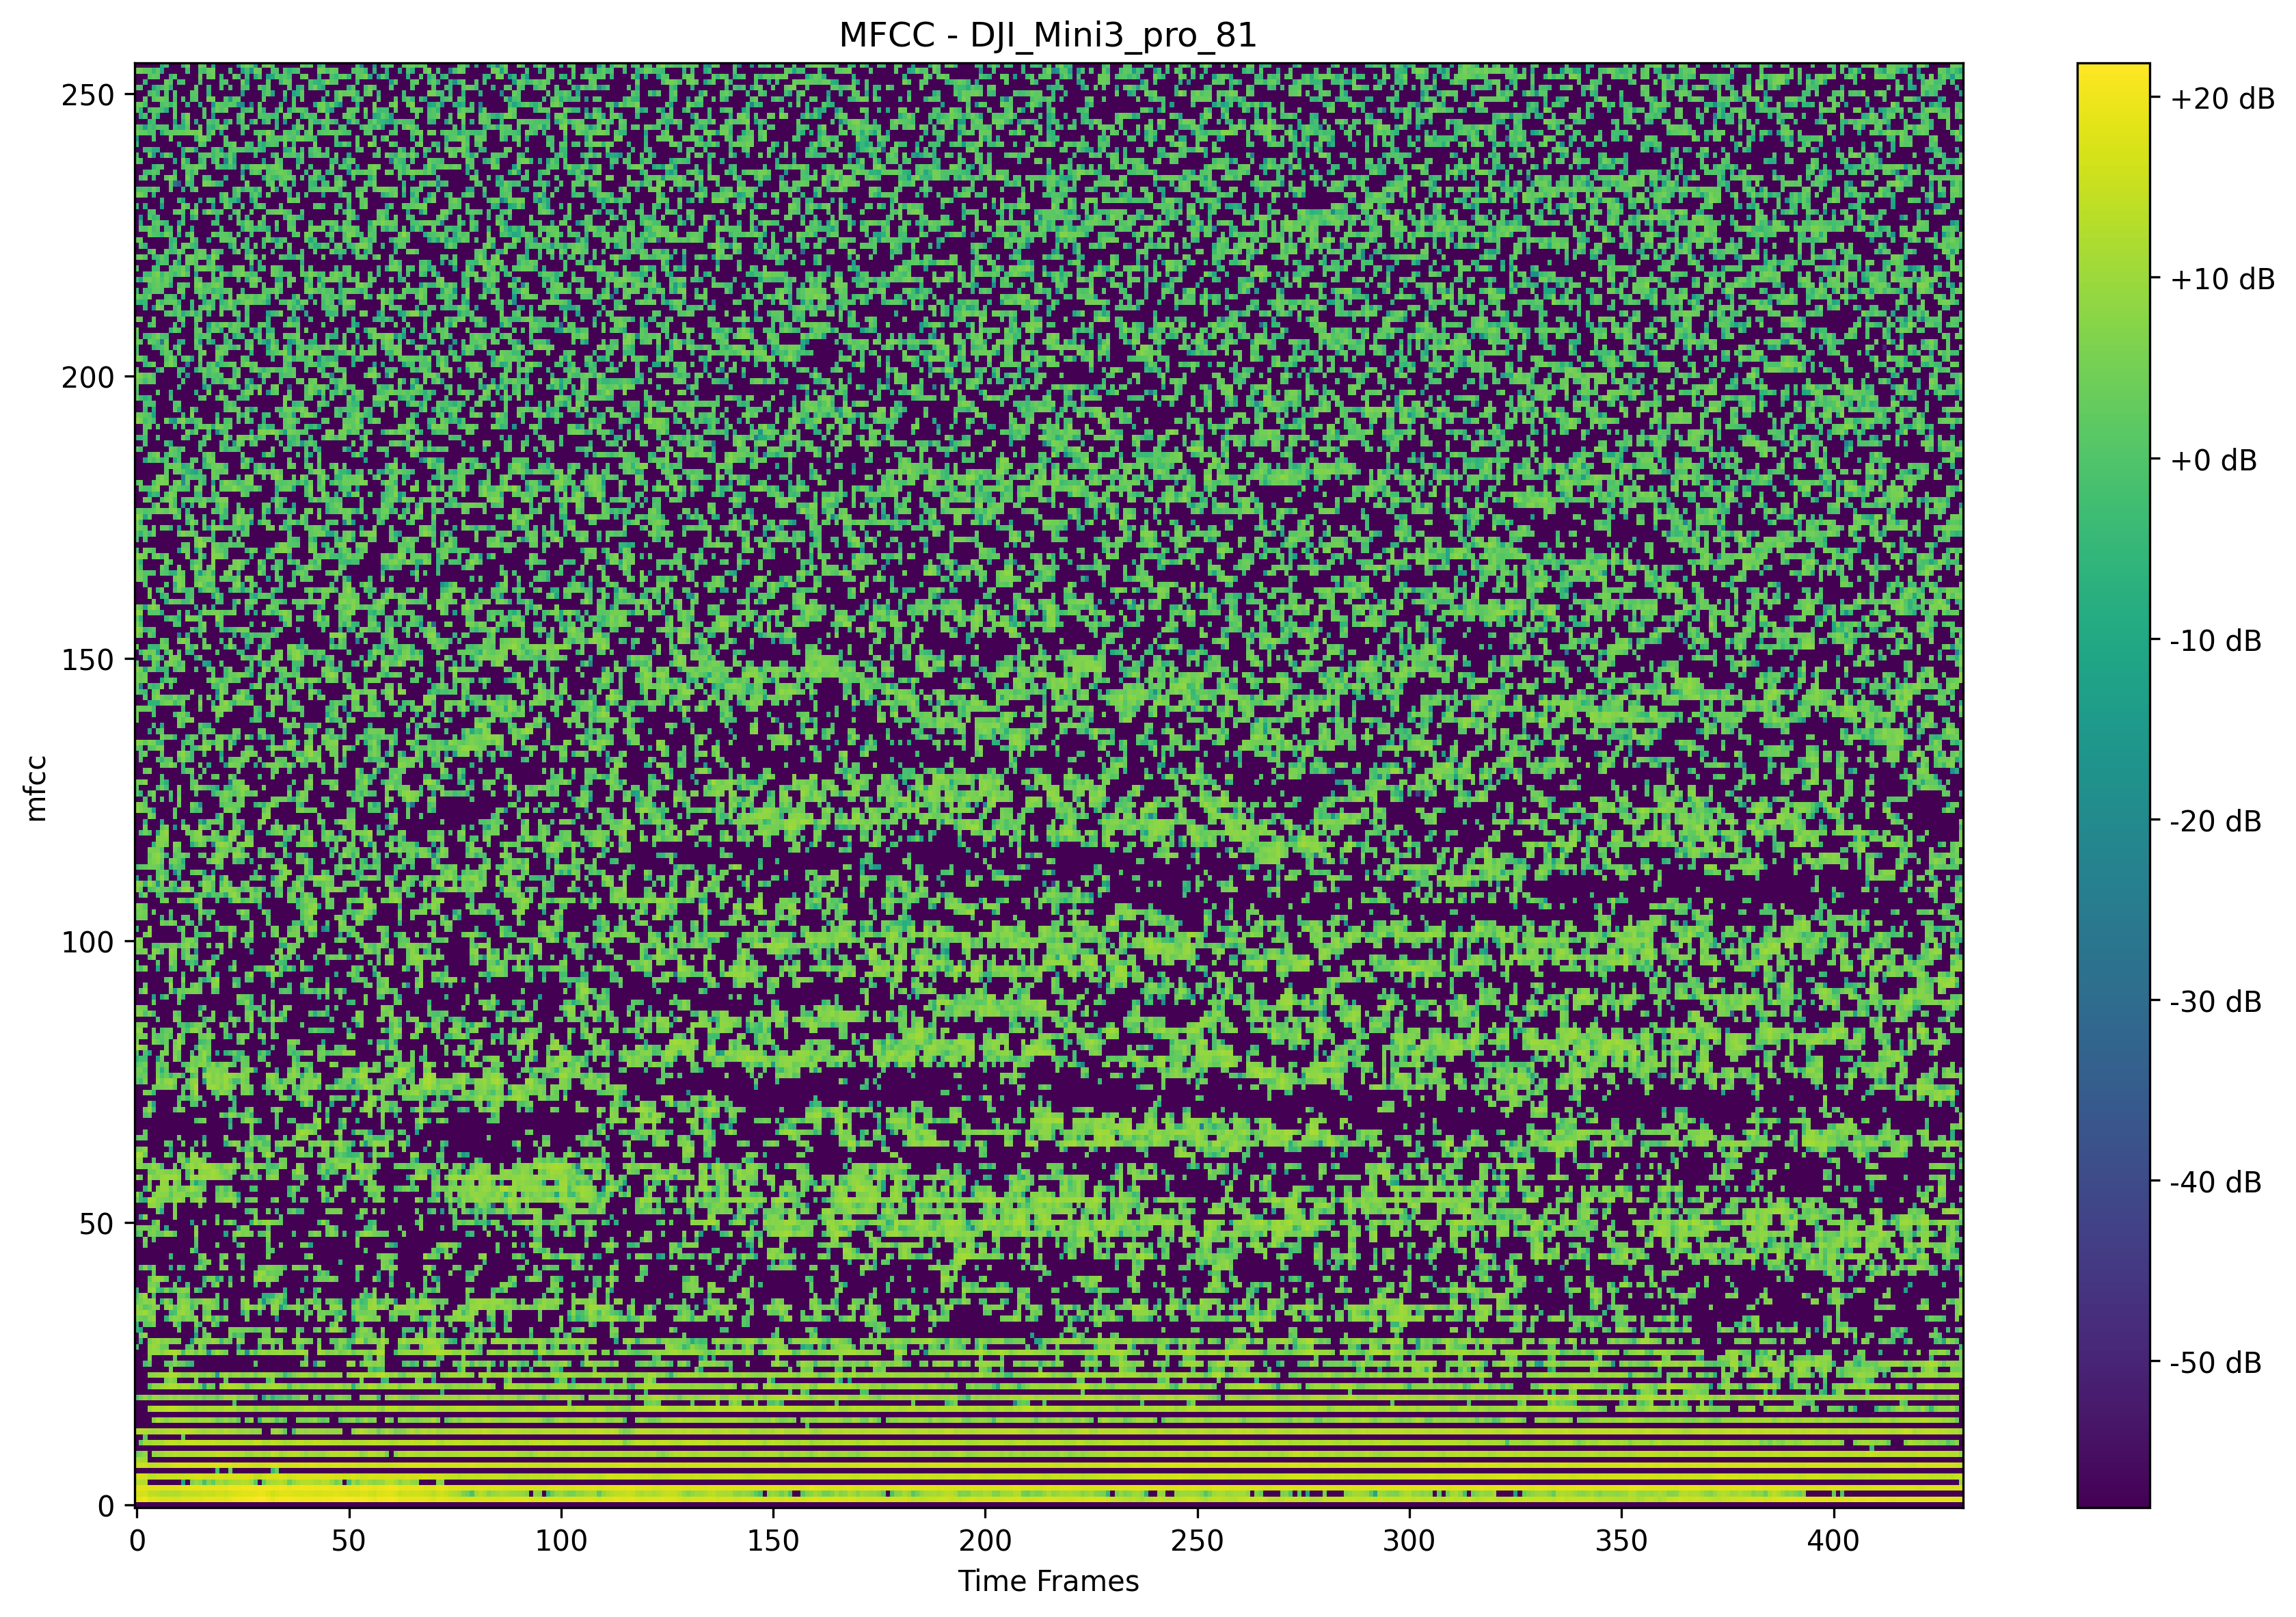 MFCC - DJI_Mini3_pro_81
250
200
150
100
50
0
mfcc
0 50 100 150 200 250 300 350 400
Time Frames
+20 dB
+10 dB
+0 dB
-10 dB
-20 dB
-30 dB
-40 dB
-50 dB